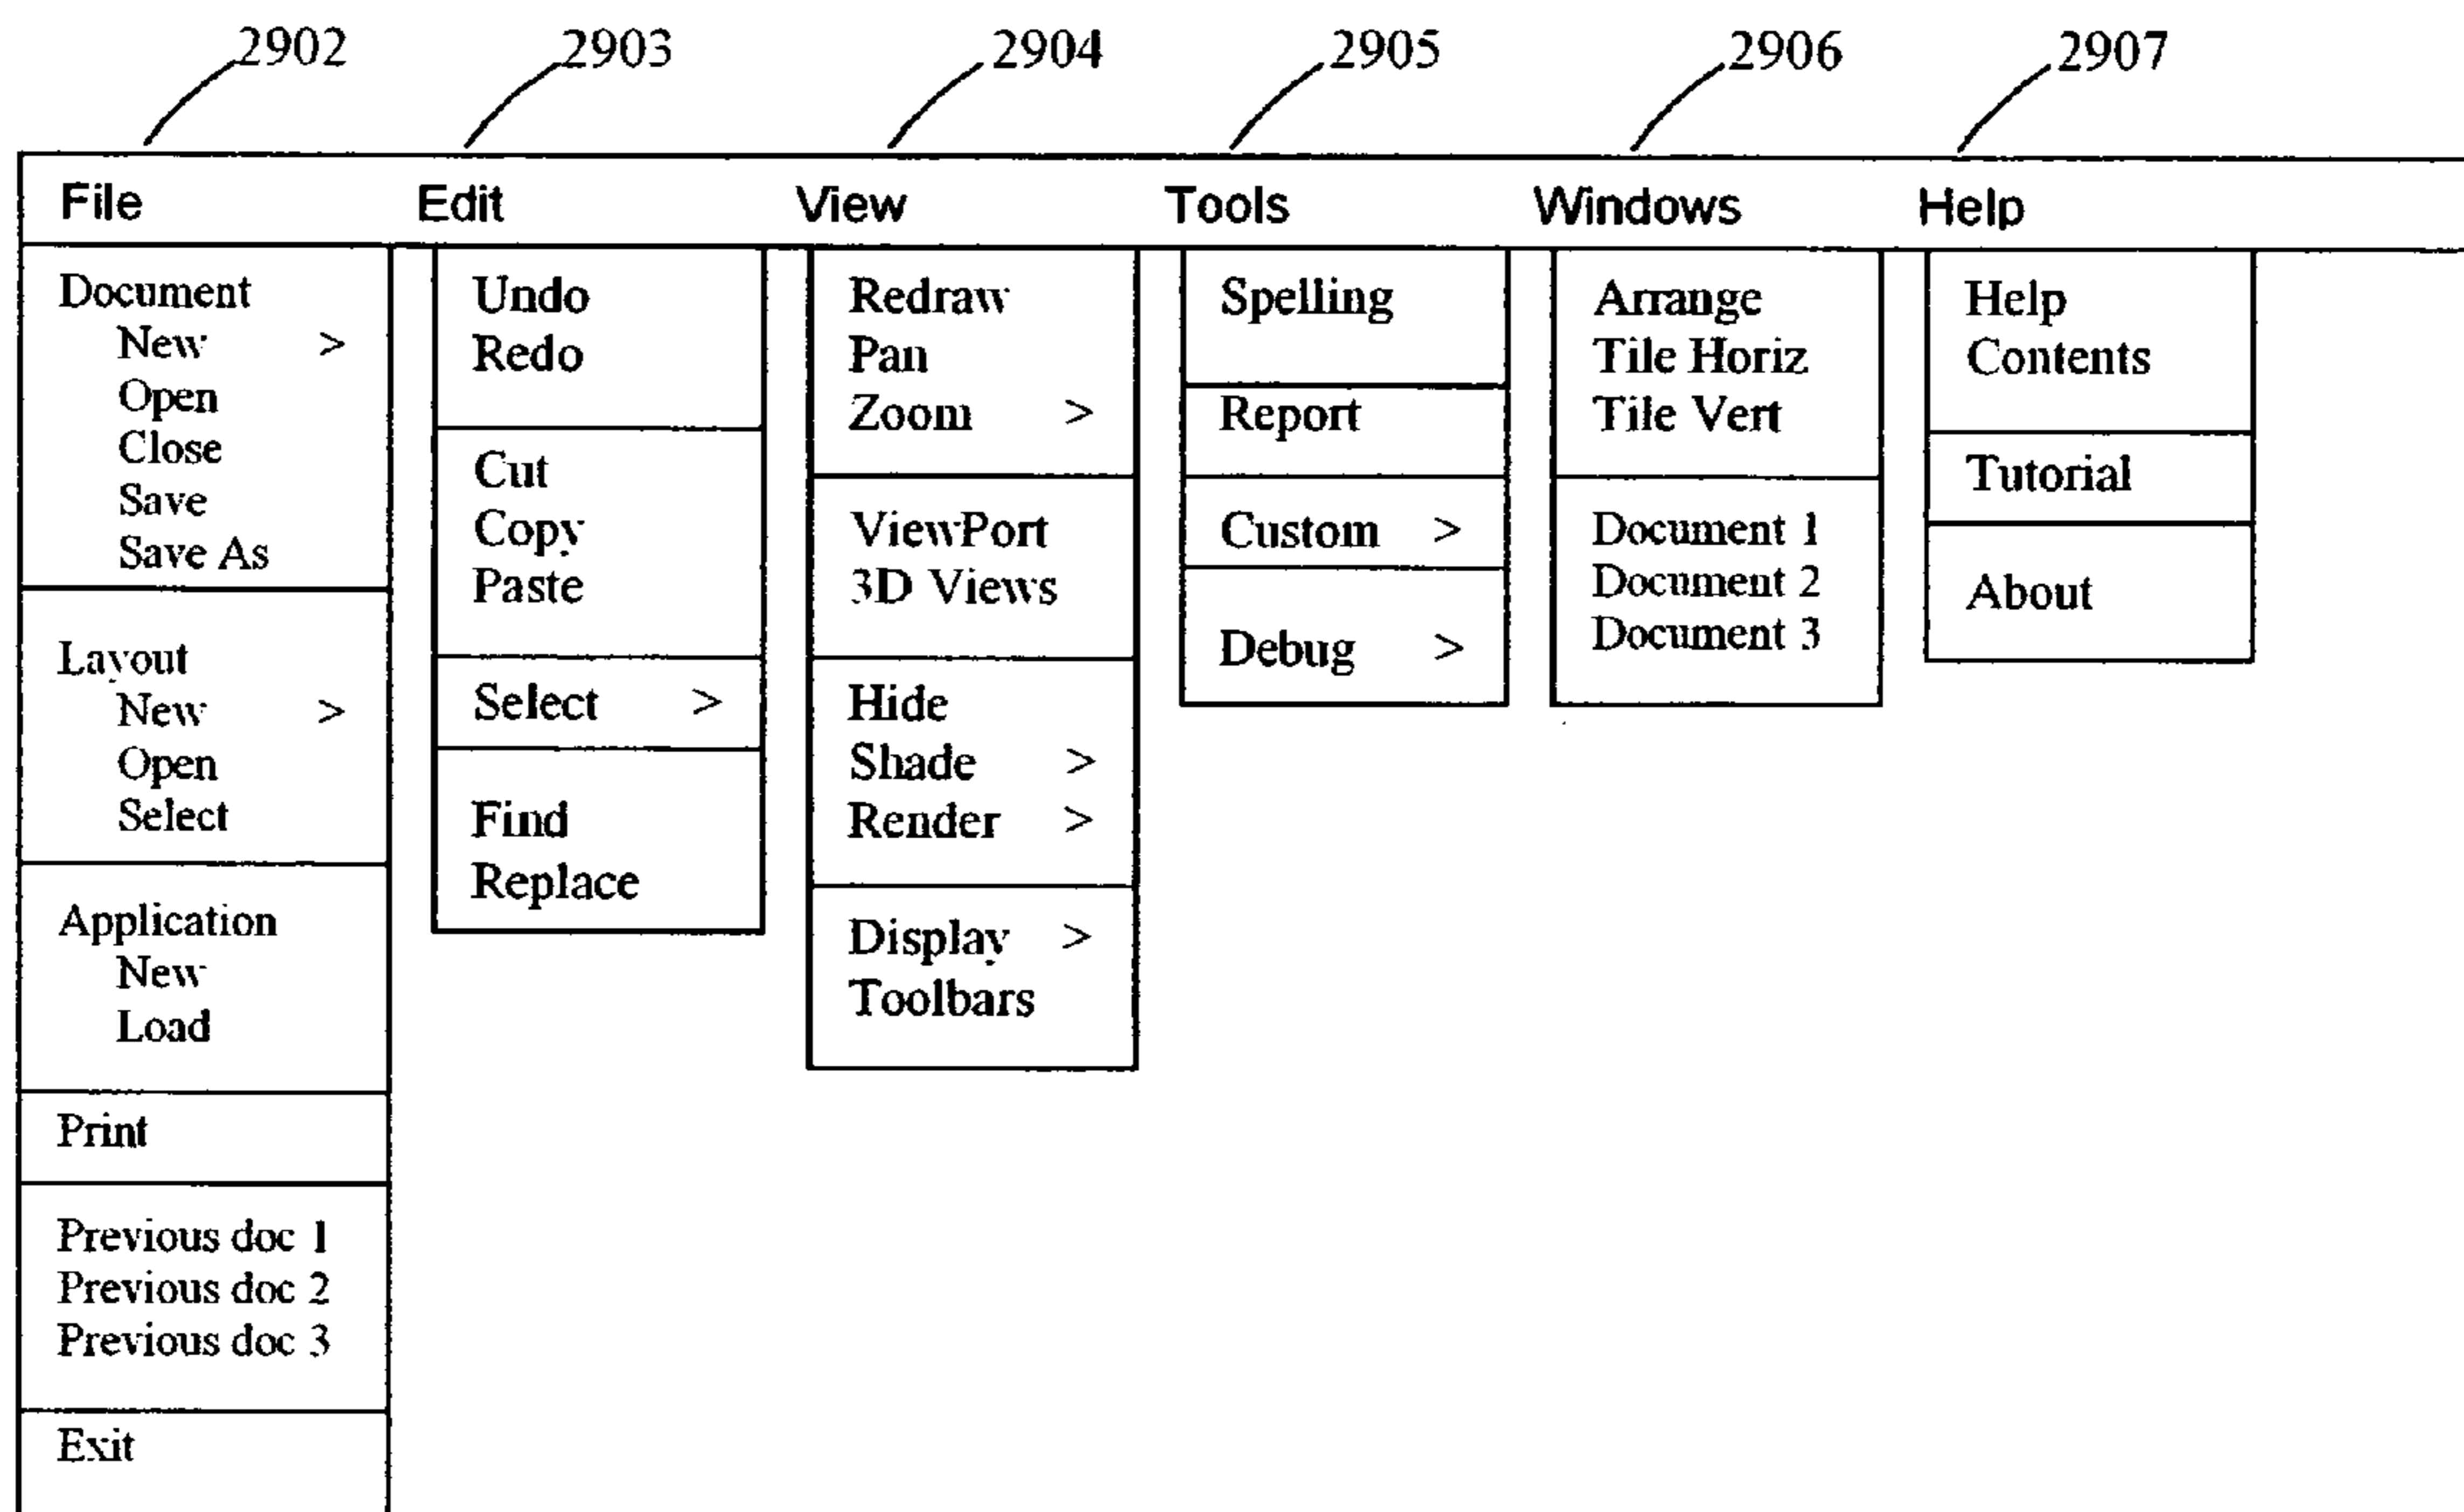 2902 2903 2904 2905 2906 2907
File Edit View Tools Windows Help
Document
New >
Open
Close
Save
Save As
Layout
New >
Open
Select
Application
New
Load
Print
Previous doc 1
Previous doc 2
Previous doc 3
Exit
Undo
Redo
Cut
Copy
Paste
Select >
Find
Replace
Redraw
Pan
Zoom >
ViewPort
3D Views
Hide
Shade >
Render >
Display >
Toolbars
Spelling
Report
Custom >
Debug >
Arrange
Tile Horiz
Tile Vert
Document 1
Document 2
Document 3
Help
Contents
Tutorial
About